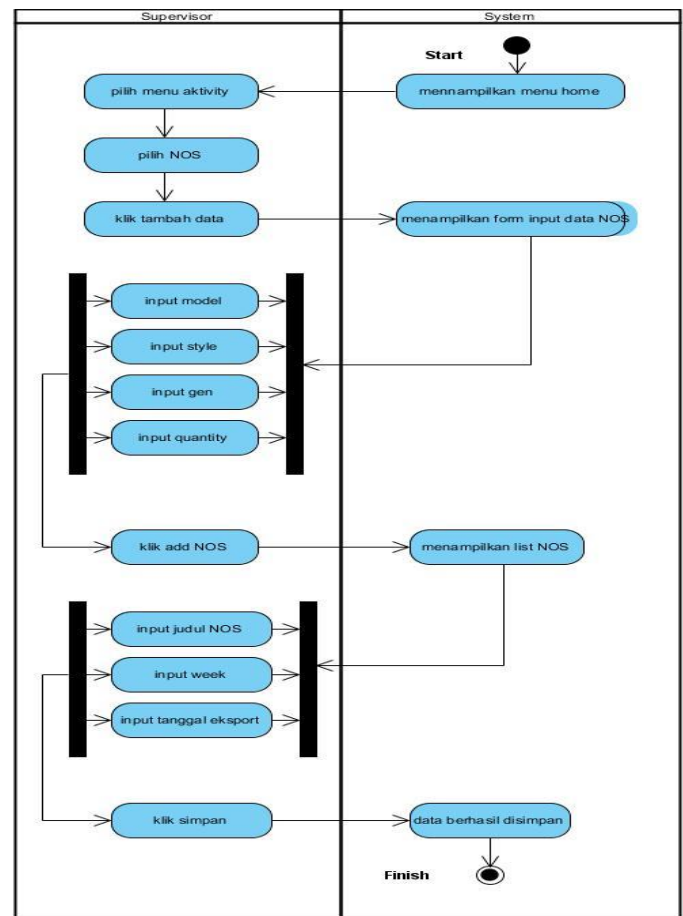 Supervisor
System
Start
mennampilkan menu home
pilih menu aktivity
pilih NOS
klik tambah data
menampilkan form input data NOS
input model
input style
input gen
input quantity
klik add NOS
menampilkan list NOS
input judul NOS
input week
input tanggal eksport
klik simpan
data berhasil disimpan
Finish